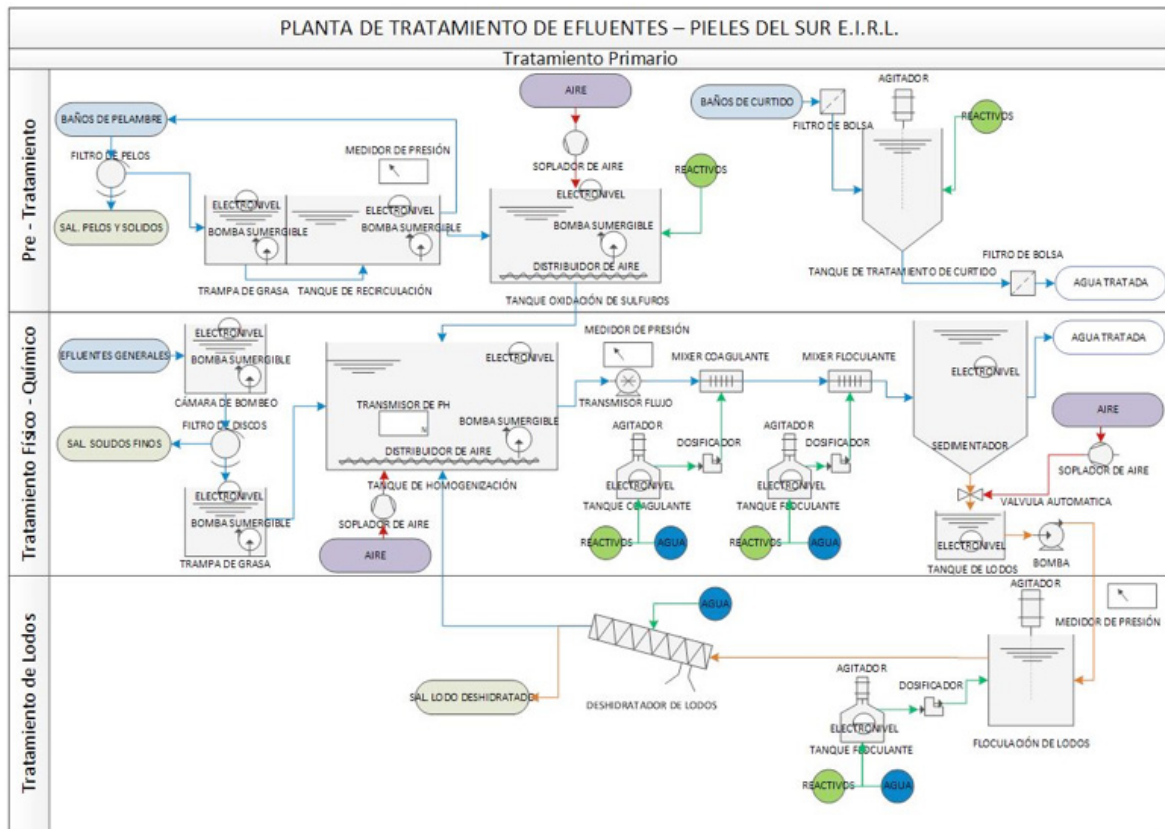 PLANTA DE TRATAMIENTO DE EFLUENTES – PIELES DEL SUR E.I.R.L.
Tratamiento Primario
Pre - Tratamiento
BAÑOS DE PELAMBRE
FILTRO DE PELOS
SAL. PELOS Y SOLIDOS
MEDIDOR DE PRESIÓN
ELECTRONIVEL
BOMBA SUMERGIBLE
TRAMPA DE GRASA
ELECTRONIVEL
BOMBA SUMERGIBLE
TANQUE DE RECIRCULACIÓN
AIRE
SOPLADOR DE AIRE
REACTIVOS
ELECTRONIVEL
BOMBA SUMERGIBLE
DISTRIBUIDOR DE AIRE
TANQUE OXIDACIÓN DE SULFUROS
BAÑOS DE CURTIDO
FILTRO DE BOLSA
AGITADOR
REACTIVOS
TANQUE DE TRATAMIENTO DE CURTIDO
FILTRO DE BOLSA
AGUA TRATADA
Tratamiento Físico - Químico
EFLUENTES GENERALES
ELECTRONIVEL
BOMBA SUMERGIBLE
CÁMARA DE BOMBEO
FILTRO DE DISCOS
SAL. SOLIDOS FINOS
ELECTRONIVEL
BOMBA SUMERGIBLE
TRAMPA DE GRASA
ELECTRONIVEL
TRANSMISOR DE PH
N
BOMBA SUMERGIBLE
DISTRIBUIDOR DE AIRE
TANQUE DE HOMOGENIZACIÓN
SOPLADOR DE AIRE
AIRE
MEDIDOR DE PRESIÓN
TRANSMISOR FLUJO
MIXER COAGULANTE
MIXER FLOCULANTE
AGITADOR
DOSIFICADOR
ELECTRONIVEL
TANQUE COAGULANTE
REACTIVOS
AGUA
AGITADOR
DOSIFICADOR
ELECTRONIVEL
TANQUE FLOCULANTE
REACTIVOS
AGUA
ELECTRONIVEL
SEDIMENTADOR
AGUA TRATADA
AIRE
SOPLADOR DE AIRE
VALVULA AUTOMATICA
ELECTRONIVEL
TANQUE DE LODOS
BOMBA
Tratamiento de Lodos
AGUA
SAL. LODO DESHIDRATADO
DESHIDRATADOR DE LODOS
AGITADOR
DOSIFICADOR
ELECTRONIVEL
TANQUE FLOCULANTE
REACTIVOS
AGUA
AGITADOR
MEDIDOR DE PRESIÓN
FLOCULACIÓN DE LODOS